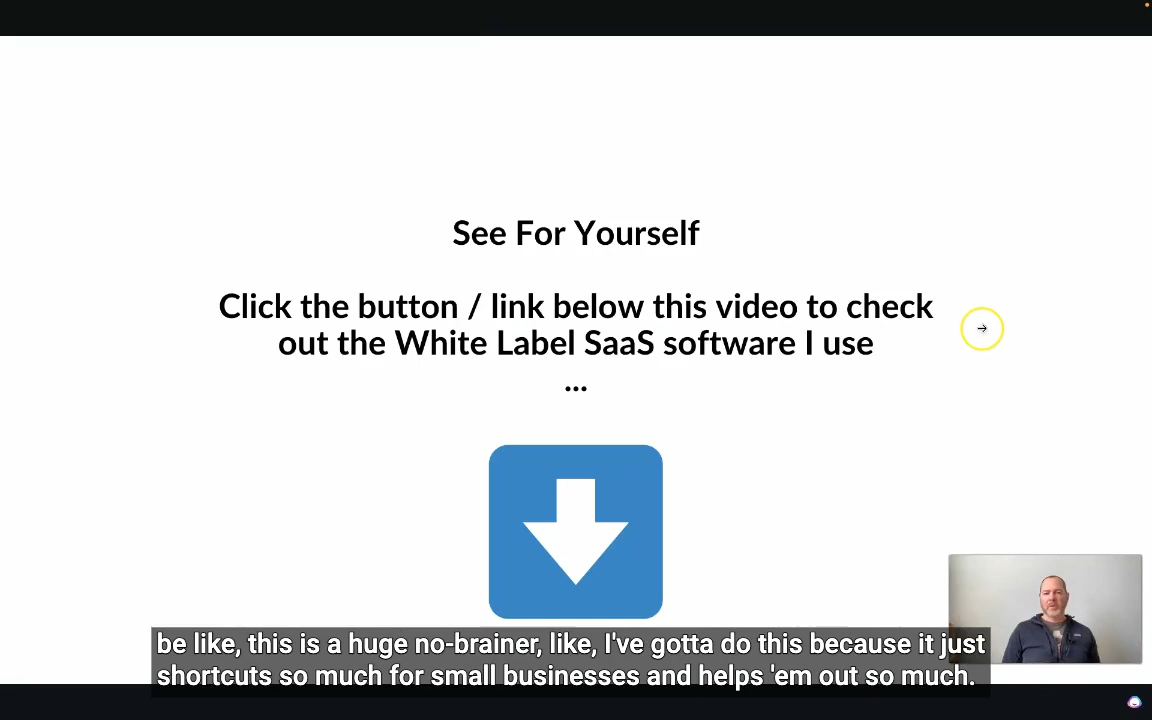 See For Yourself
Click the button / link below this video to check
out the White Label SaaS software I use
...
be like, this is a huge no-brainer, like, I've gotta do this because it just
shortcuts so much for small businesses and helps 'em out so much.